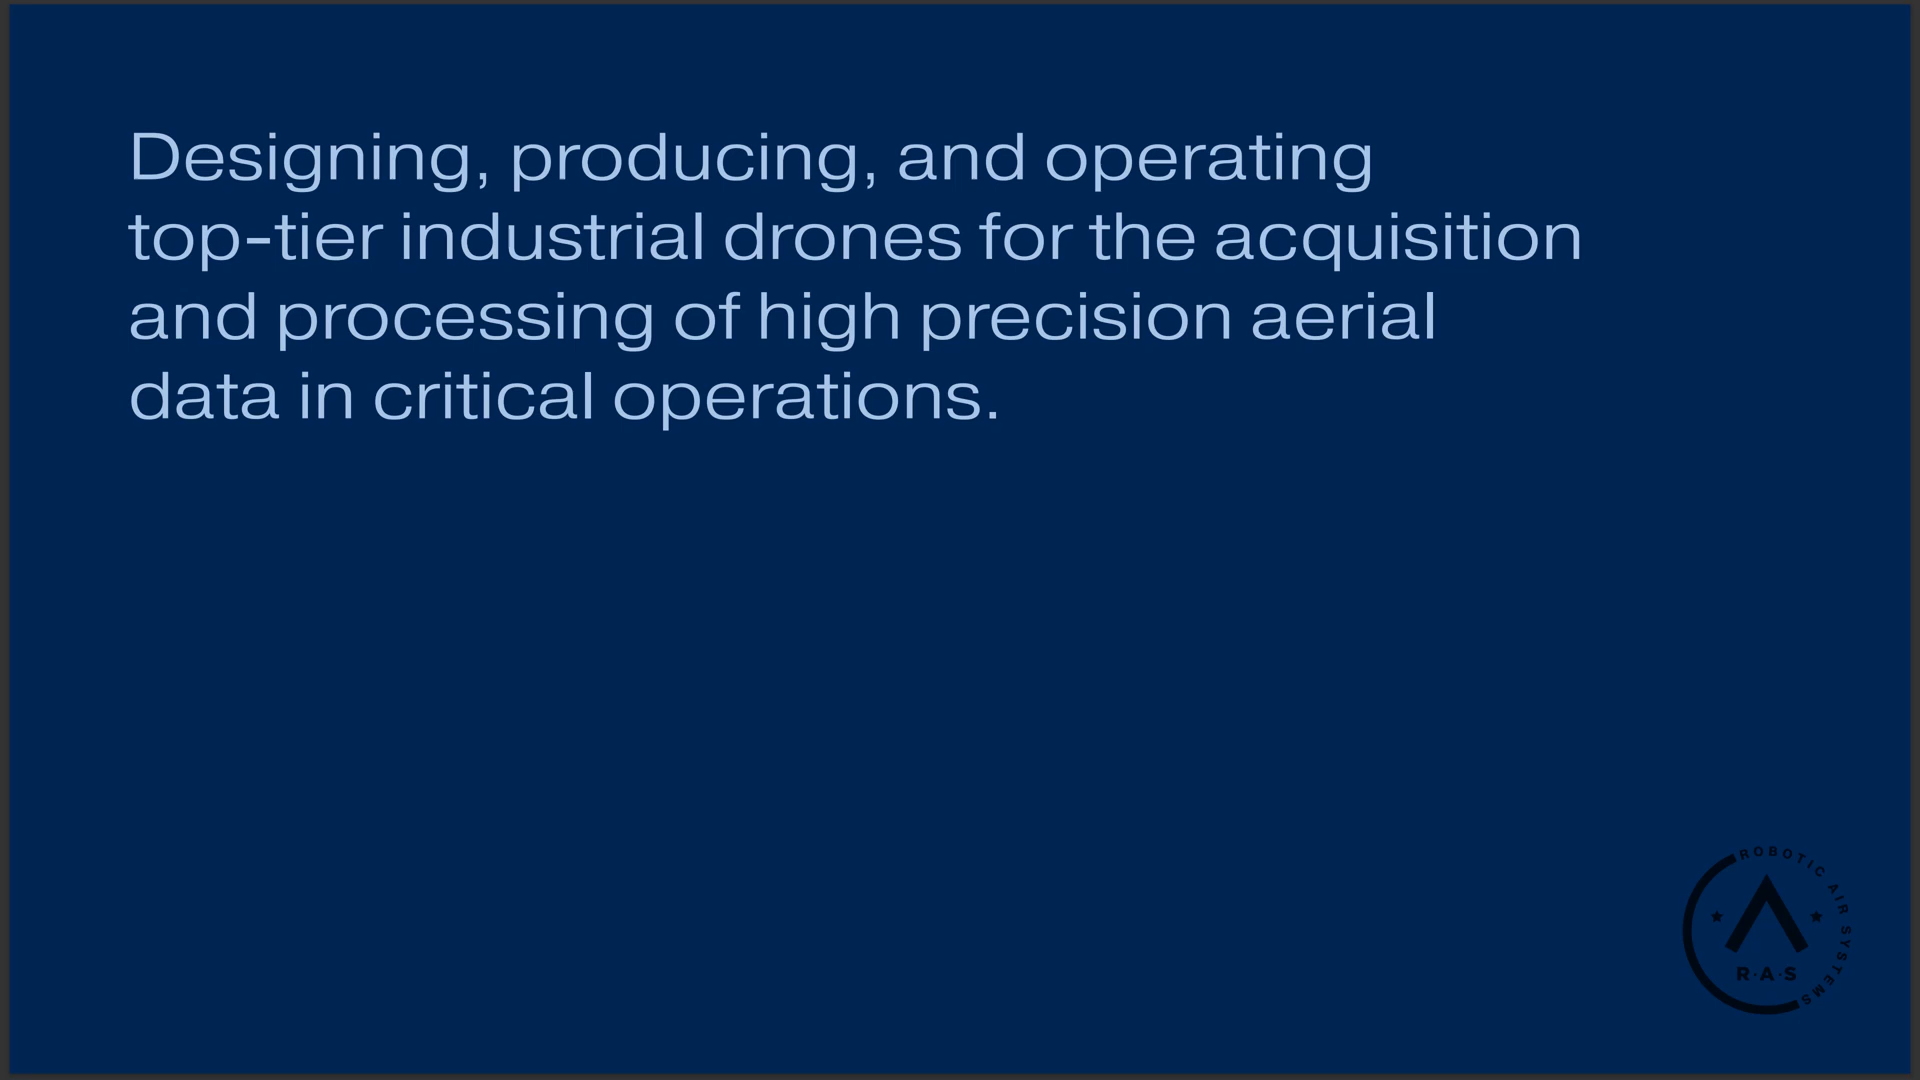 Designing, producing, and operating
top-tier industrial drones for the acquisition
and processing of high precision aerial
data in critical operations.
ROBOTIC AIR SYSTEMS
R·A·S